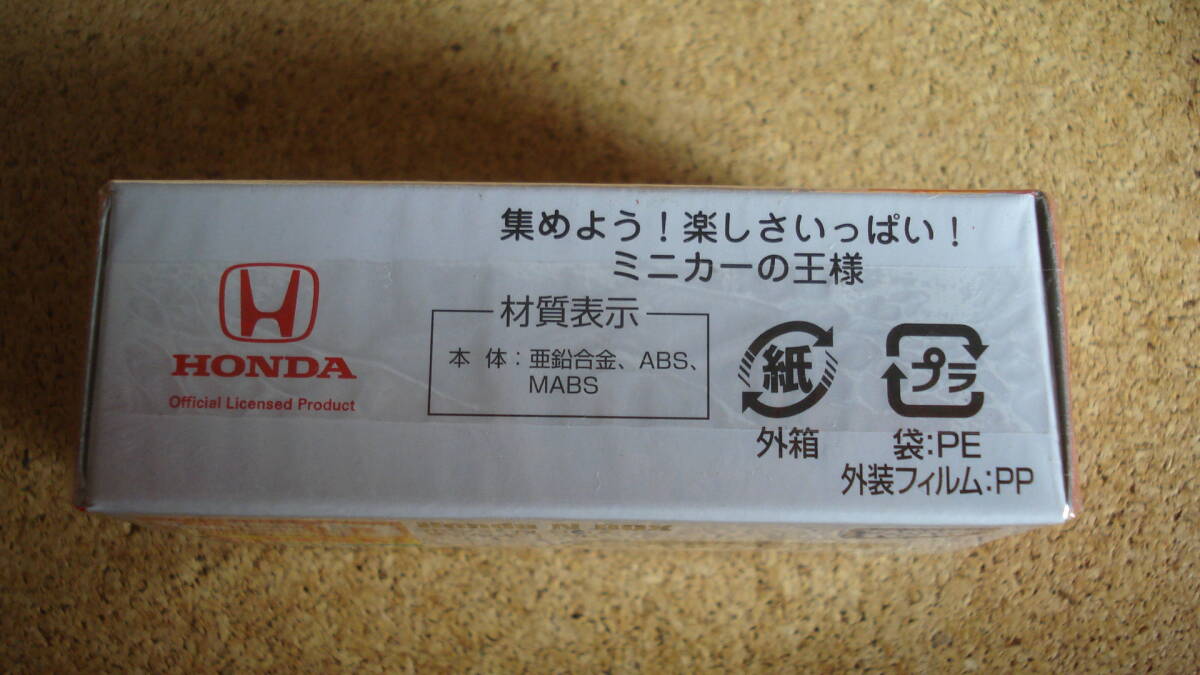 集めよう！楽しさいっぱい！
ミニカーの王様
HONDA
Official Licensed Product
材質表示
本 体：亜鉛合金、ABS、
MABS
紙
外箱
プラ
袋:PE
外装フィルム:PP
Honda N BOX